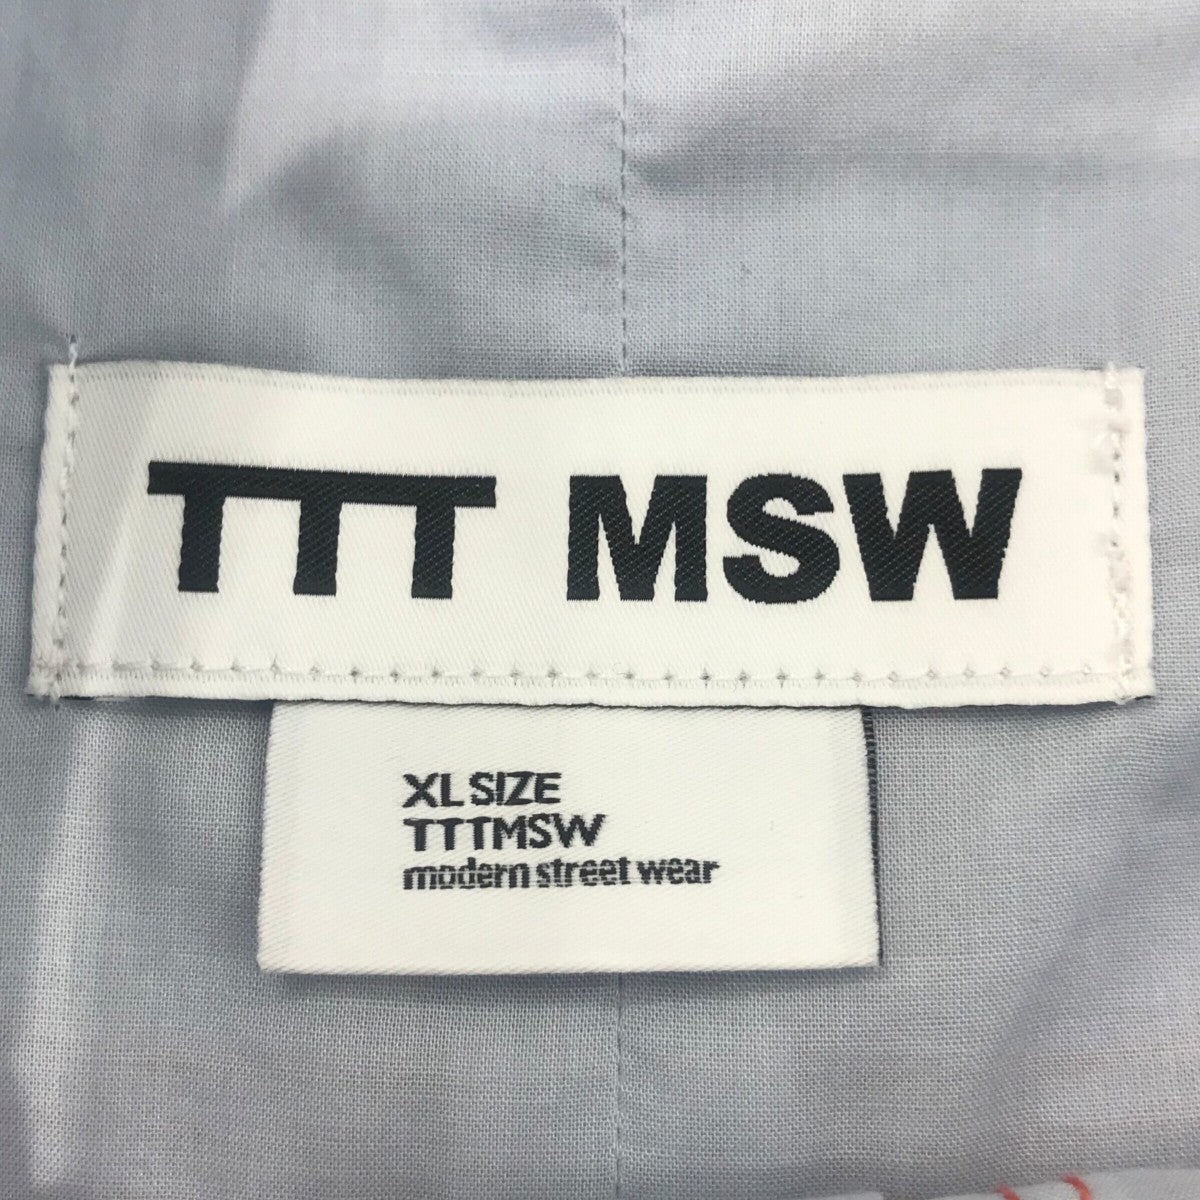 TTT MSW
XL SIZE
TTTMSW
modern street wear